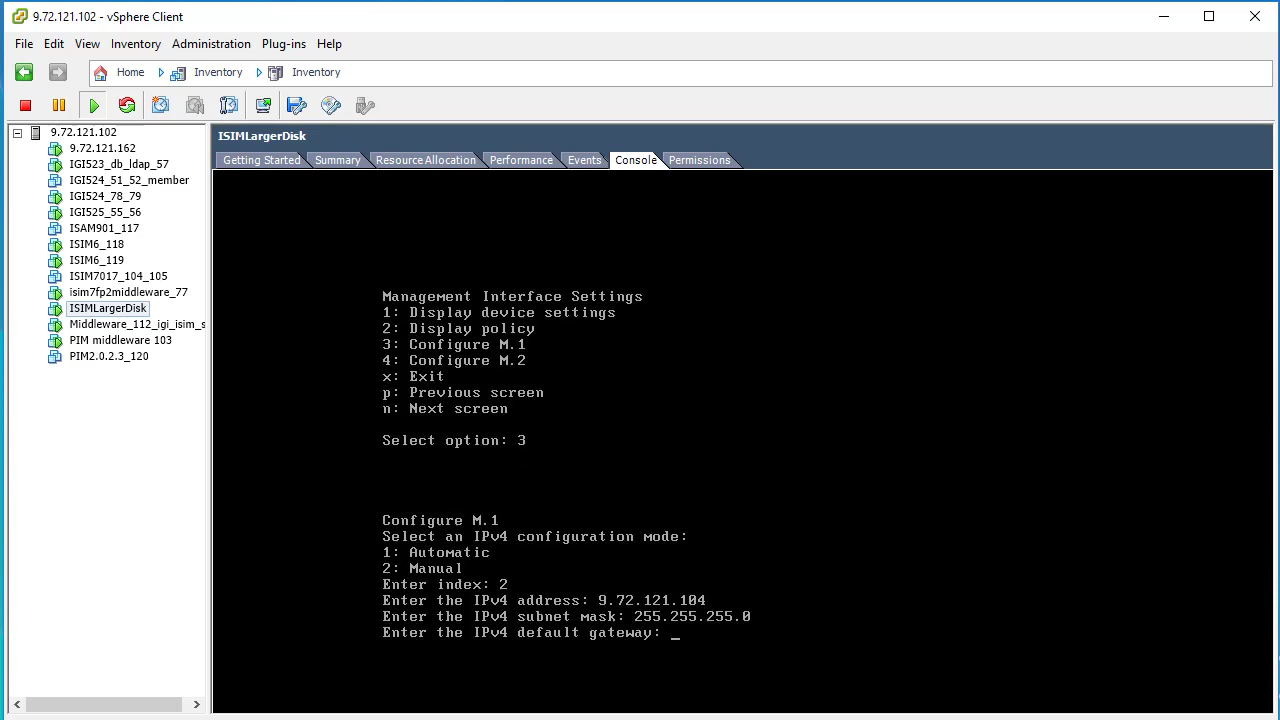 9.72.121.102 - vSphere Client
File Edit View Inventory Administration Plug-ins Help
Home Inventory Inventory
9.72.121.102
9.72.121.162
IGI523_db_ldap_57
IGI524_51_52_member
IGI524_78_79
IGI525_55_56
ISAM901_117
ISIM6_118
ISIM6_119
ISIM7017_104_105
isim7fp2middleware_77
ISIMLargerDisk
Middleware_112_igi_isim_s
PIM middleware 103
PIM2.0.2.3_120
ISIMLargerDisk
Getting Started Summary Resource Allocation Performance Events Console Permissions
Management Interface Settings
1: Display device settings
2: Display policy
3: Configure M.1
4: Configure M.2
x: Exit
p: Previous screen
n: Next screen
Select option: 3
Configure M.1
Select an IPv4 configuration mode:
1: Automatic
2: Manual
Enter index: 2
Enter the IPv4 address: 9.72.121.104
Enter the IPv4 subnet mask: 255.255.255.0
Enter the IPv4 default gateway: _